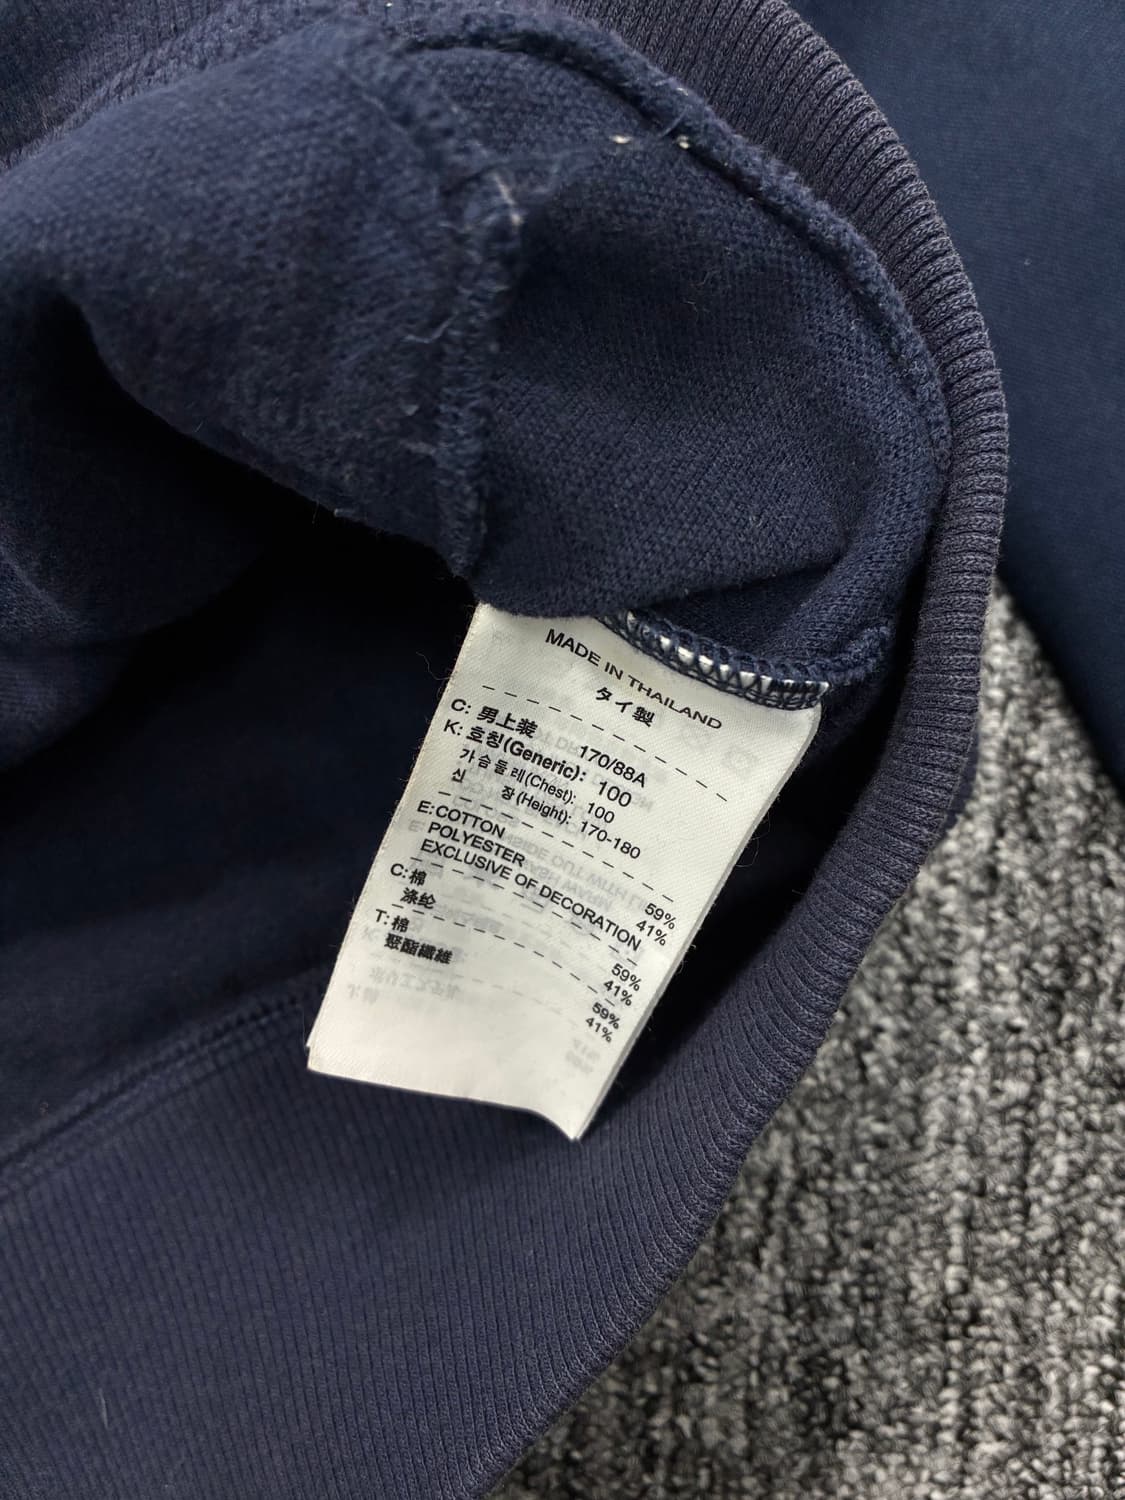 MADE IN THAILAND
タイ製
C: 男上装 170/88A
K: 호칭(Generic): 100
가슴둘레(Chest): 100
신 장(Height): 170-180
E: COTTON 59%
POLYESTER 41%
EXCLUSIVE OF DECORATION
C: 棉 59%
涤纶 41%
T: 棉 59%
聚酯纖維 41%